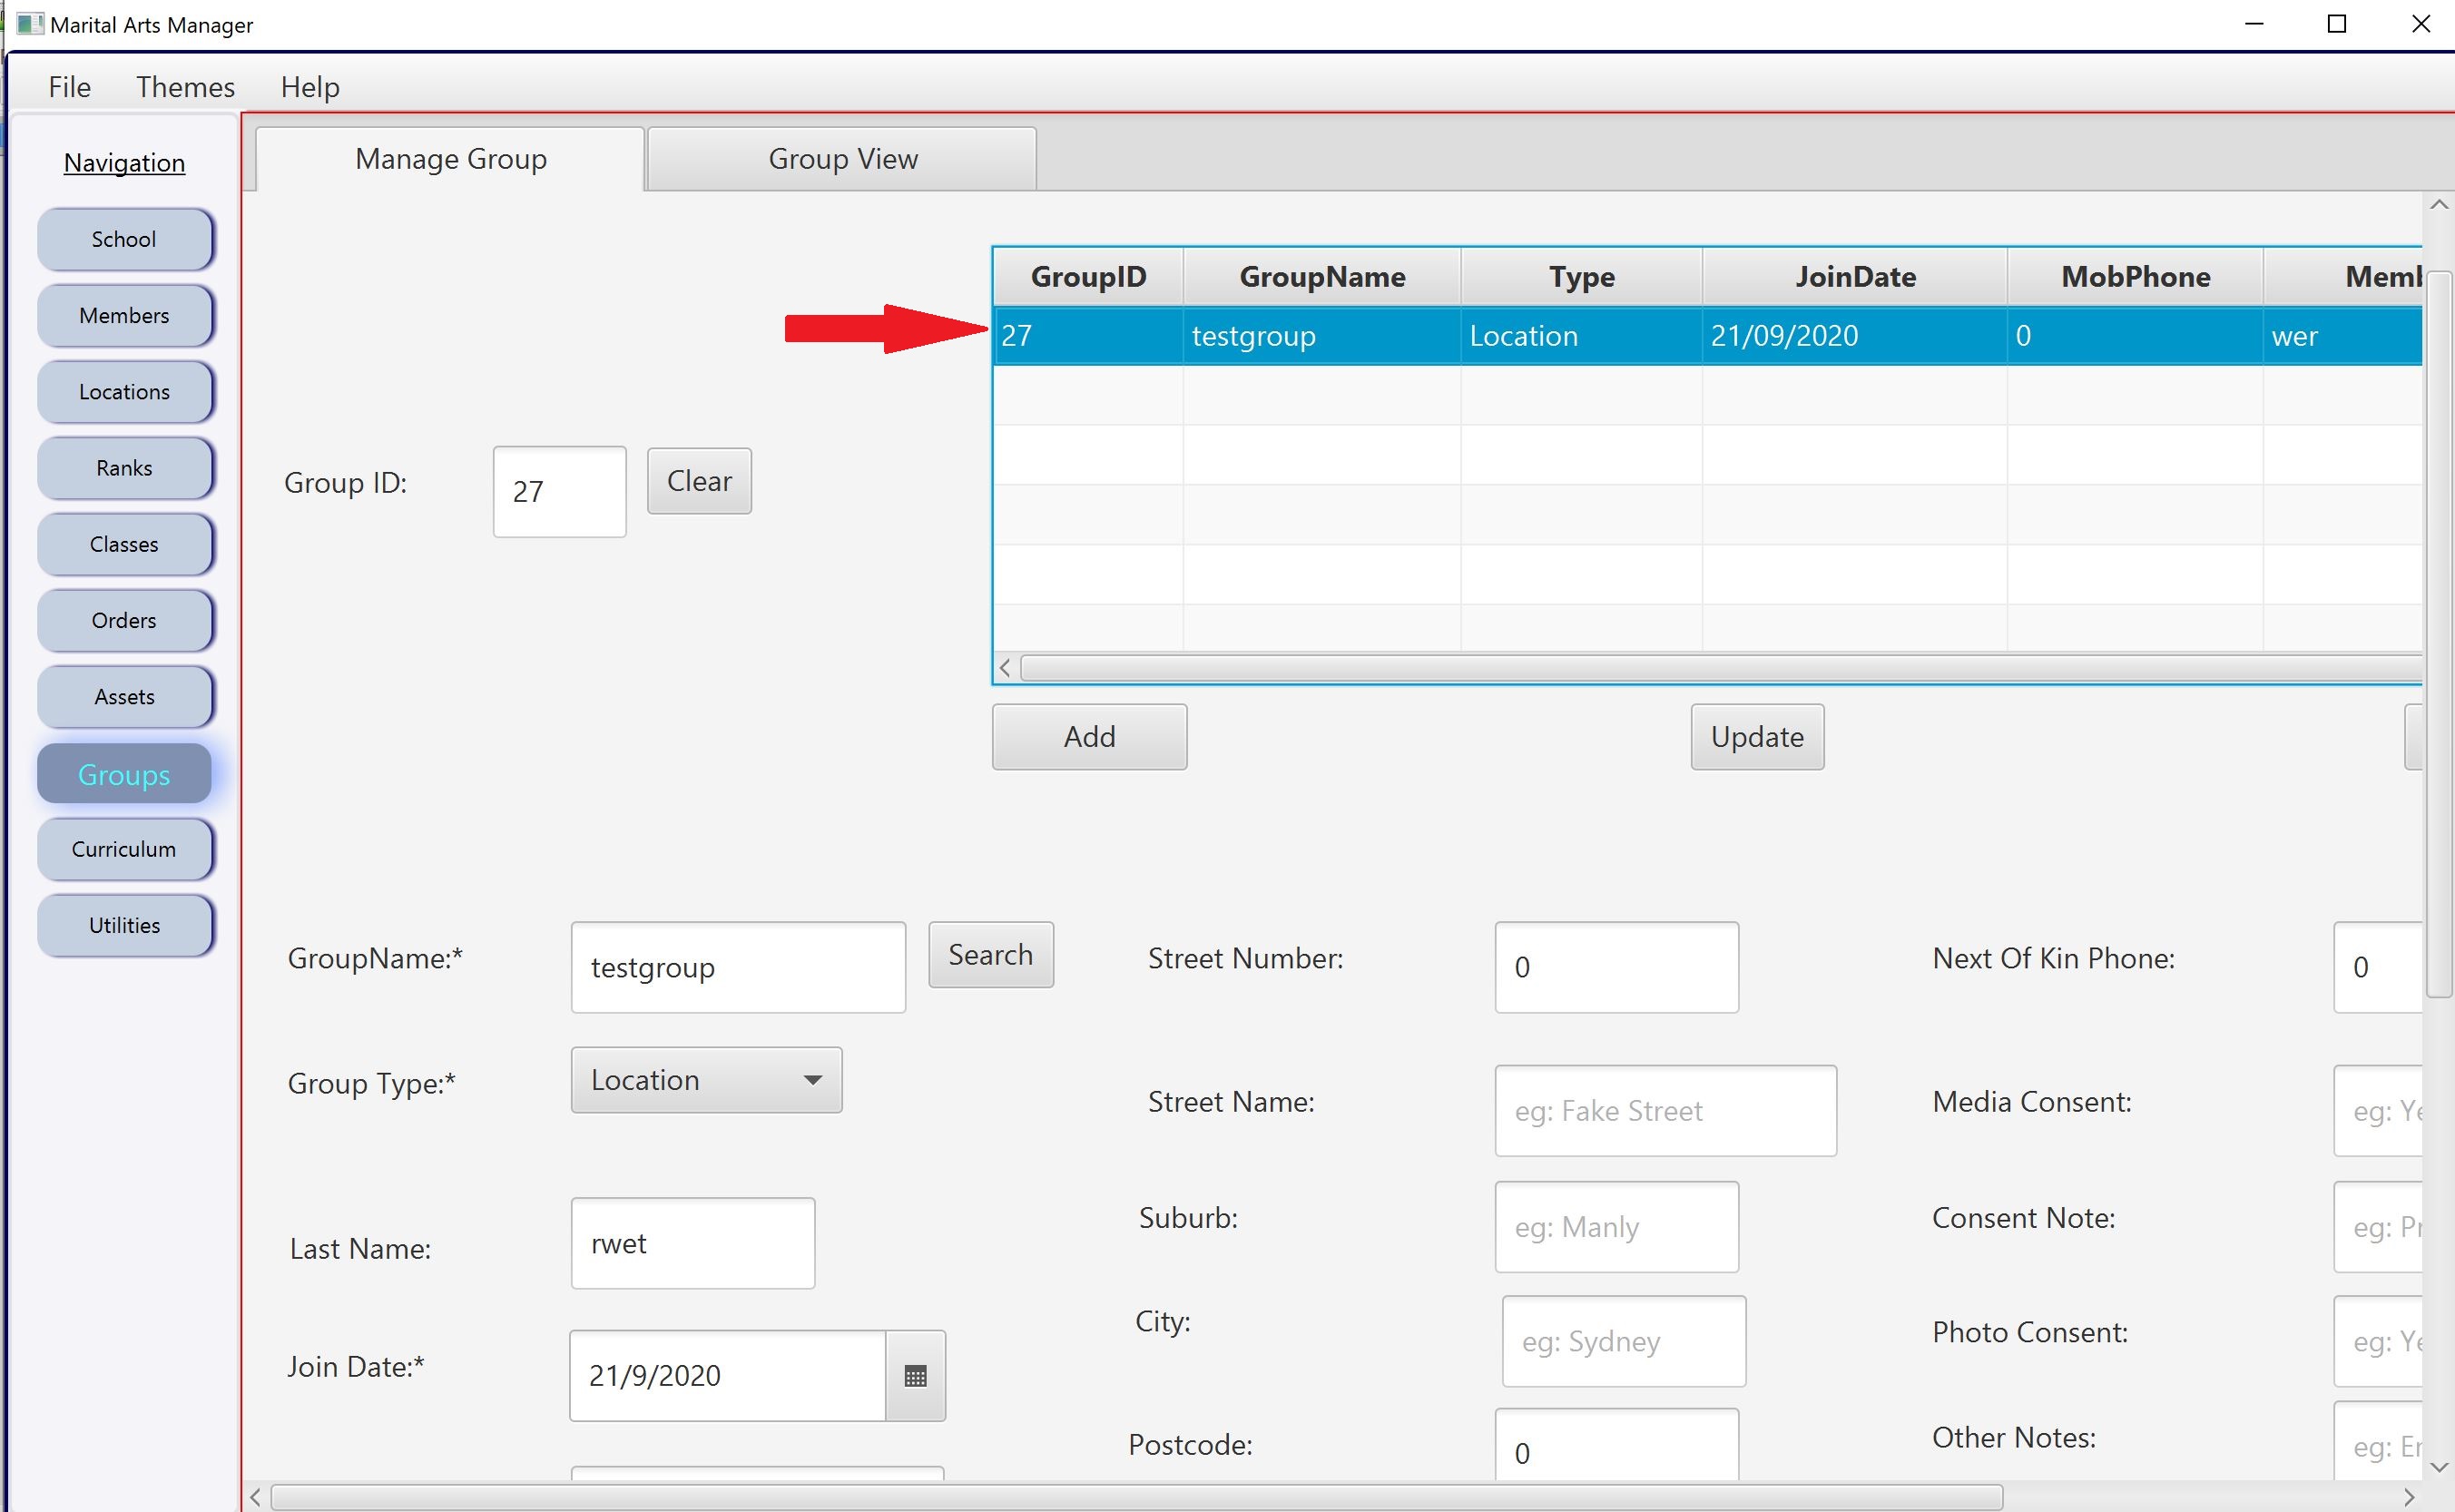 Marital Arts Manager
File Themes Help
Navigation
School
Members
Locations
Ranks
Classes
Orders
Assets
Groups
Curriculum
Utilities
Manage Group Group View
GroupID GroupName Type JoinDate MobPhone Memb
27 testgroup Location 21/09/2020 0 wer
Group ID: 27 Clear
Add Update
GroupName:* testgroup Search
Group Type:* Location
Last Name: rwet
Join Date:* 21/9/2020
Street Number: 0
Street Name: eg: Fake Street
Suburb: eg: Manly
City: eg: Sydney
Postcode: 0
Next Of Kin Phone: 0
Media Consent: eg: Ye
Consent Note: eg: Pr
Photo Consent: eg: Ye
Other Notes: eg: Er